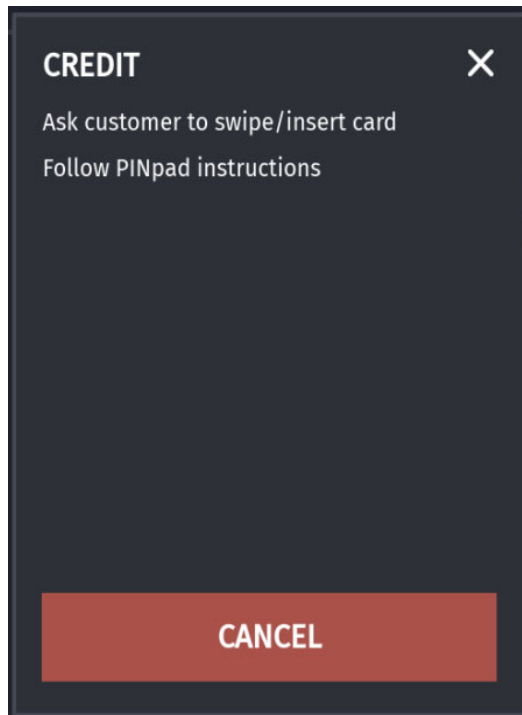 CREDIT
Ask customer to swipe/insert card
Follow PINpad instructions
CANCEL